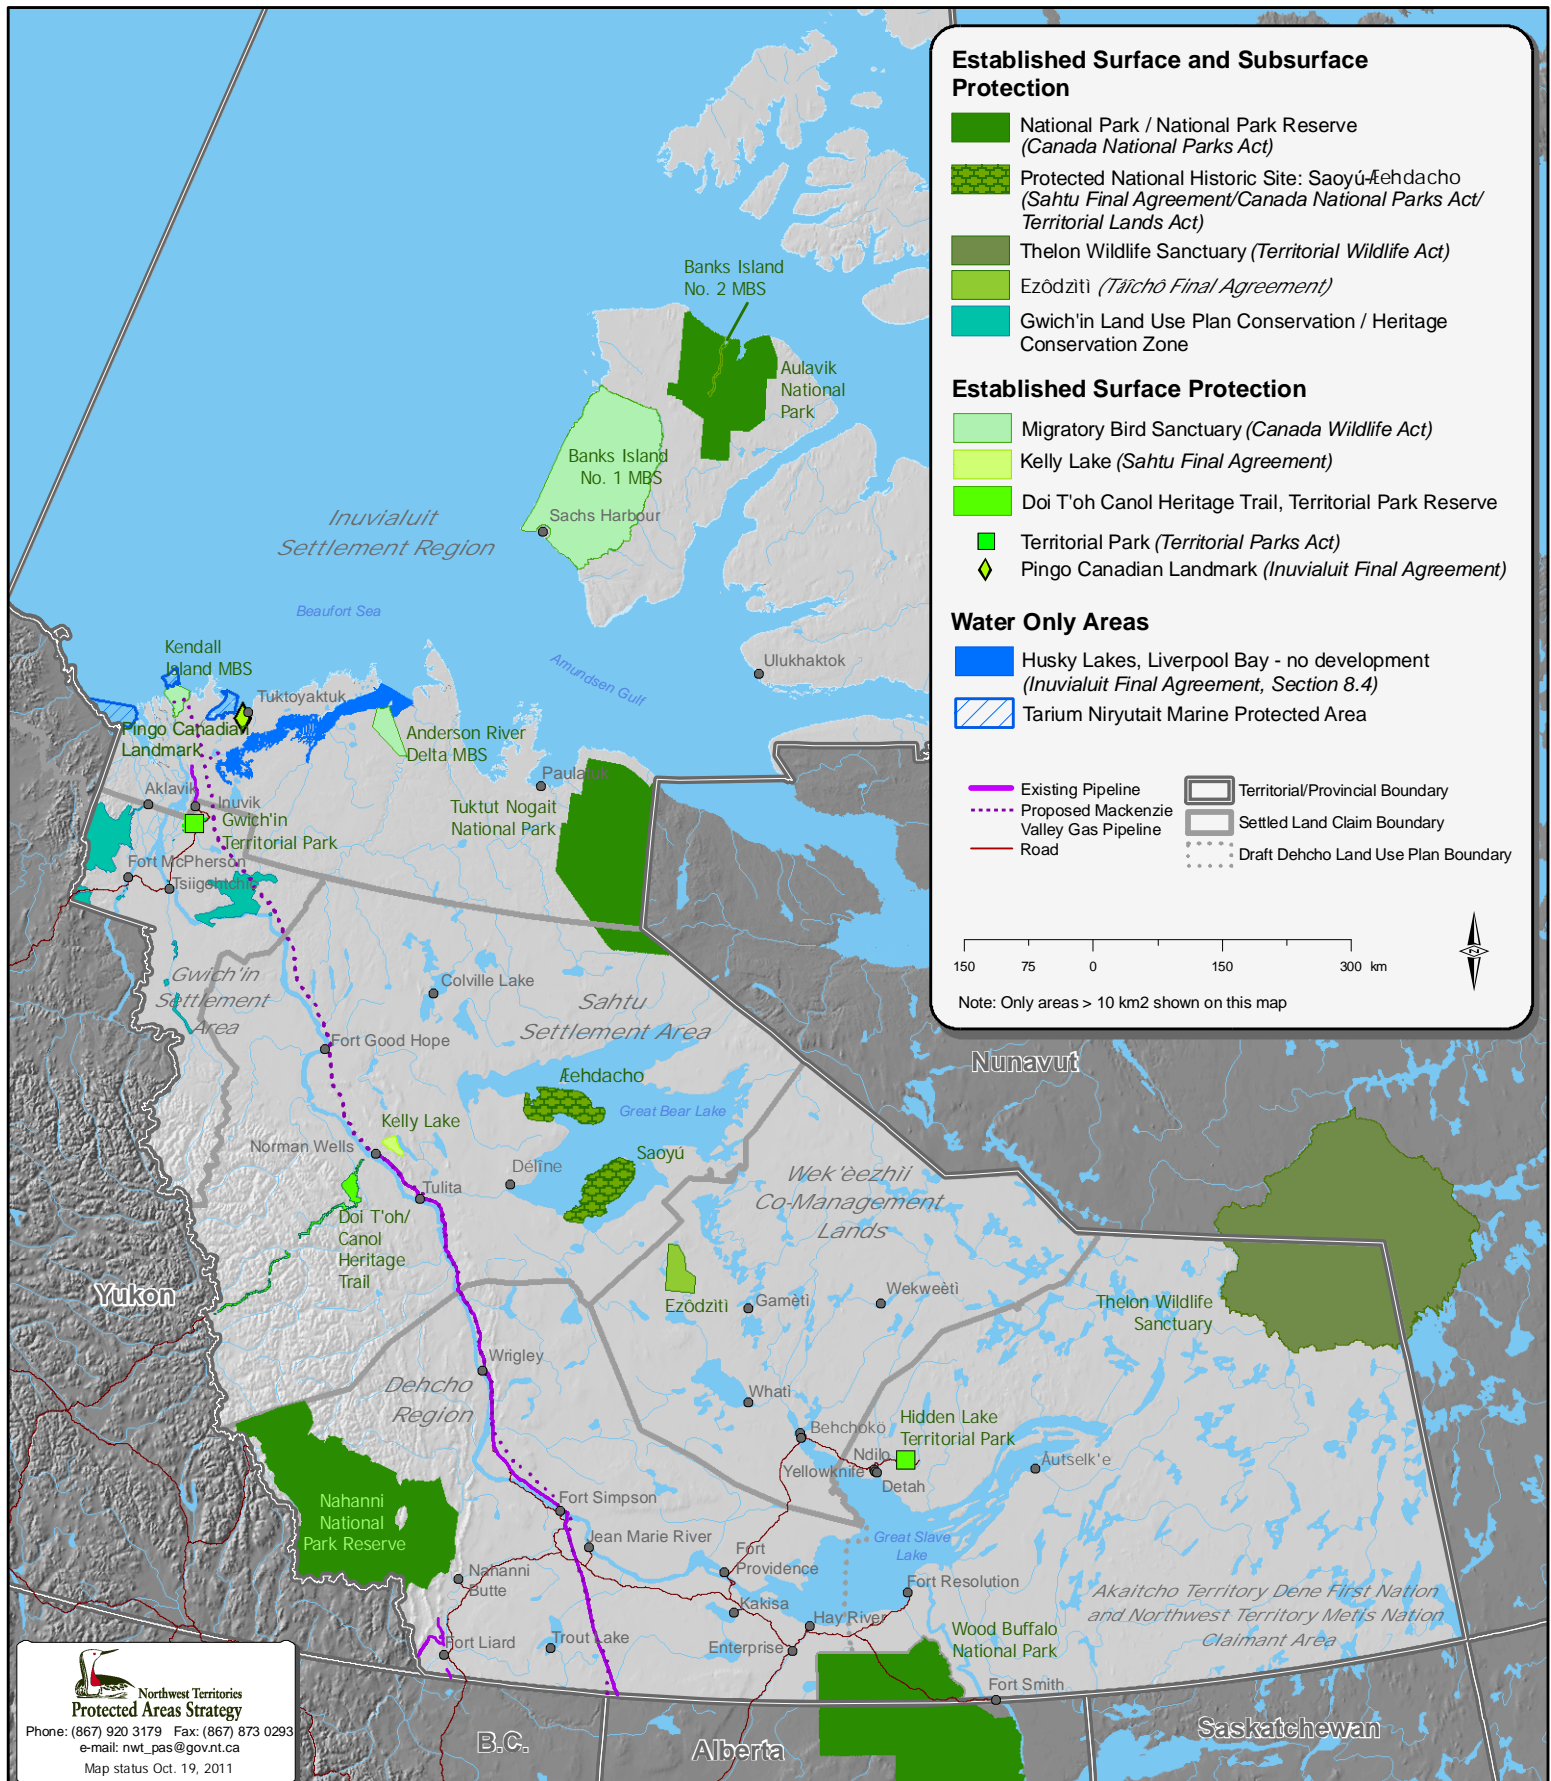 Established Surface and Subsurface
Protection
National Park / National Park Reserve
(Canada National Parks Act)
Protected National Historic Site: Saoyú-Æehdacho
(Sahtu Final Agreement/Canada National Parks Act/
Territorial Lands Act)
Thelon Wildlife Sanctuary (Territorial Wildlife Act)
Ezôdzìtì (Tåîchô Final Agreement)
Gwich'in Land Use Plan Conservation / Heritage
Conservation Zone
Established Surface Protection
Migratory Bird Sanctuary (Canada Wildlife Act)
Kelly Lake (Sahtu Final Agreement)
Doi T'oh Canol Heritage Trail, Territorial Park Reserve
Territorial Park (Territorial Parks Act)
Pingo Canadian Landmark (Inuvialuit Final Agreement)
Water Only Areas
Husky Lakes, Liverpool Bay - no development
(Inuvialuit Final Agreement, Section 8.4)
Tarium Niryutait Marine Protected Area
Existing Pipeline
Proposed Mackenzie
Valley Gas Pipeline
Road
Territorial/Provincial Boundary
Settled Land Claim Boundary
Draft Dehcho Land Use Plan Boundary
150 75 0 150 300 km
N
Note: Only areas > 10 km2 shown on this map
Banks Island
No. 2 MBS
Aulavik
National
Park
Banks Island
No. 1 MBS
Sachs Harbour
Inuvialuit
Settlement Region
Beaufort Sea
Amundsen Gulf
Ulukhaktok
Kendall
Island MBS
Tuktoyaktuk
Pingo Canadian
Landmark
Anderson River
Delta MBS
Paulatuk
Tuktut Nogait
National Park
Aklavik
Inuvik
Gwich'in
Territorial Park
Fort McPherson
Tsiigehtchic
Gwich'in
Settlement
Area
Colville Lake
Sahtu
Settlement Area
Fort Good Hope
Æehdacho
Great Bear Lake
Kelly Lake
Norman Wells
Saoyú
Délîne
Tulita
Doi T'oh/
Canol
Heritage
Trail
Wek'èezhìi
Co-Management
Lands
Nunavut
Yukon
Ezôdzìtì
Gamètì
Wekweètì
Thelon Wildlife
Sanctuary
Wrigley
Dehcho
Region
Whatì
Behchokö
Hidden Lake
Territorial Park
Ndilo
Yellowknife
Detah
Åutselk'e
Nahanni
National
Park Reserve
Fort Simpson
Jean Marie River
Great Slave
Lake
Fort
Providence
Nahanni
Butte
Kakisa
Fort Resolution
Hay River
Akaitcho Territory Dene First Nation
and Northwest Territory Metis Nation
Claimant Area
Fort Liard
Trout Lake
Enterprise
Wood Buffalo
National Park
Fort Smith
B.C.
Alberta
Saskatchewan
Northwest Territories
Protected Areas Strategy
Phone: (867) 920 3179 Fax: (867) 873 0293
e-mail: nwt_pas@gov.nt.ca
Map status Oct. 19, 2011